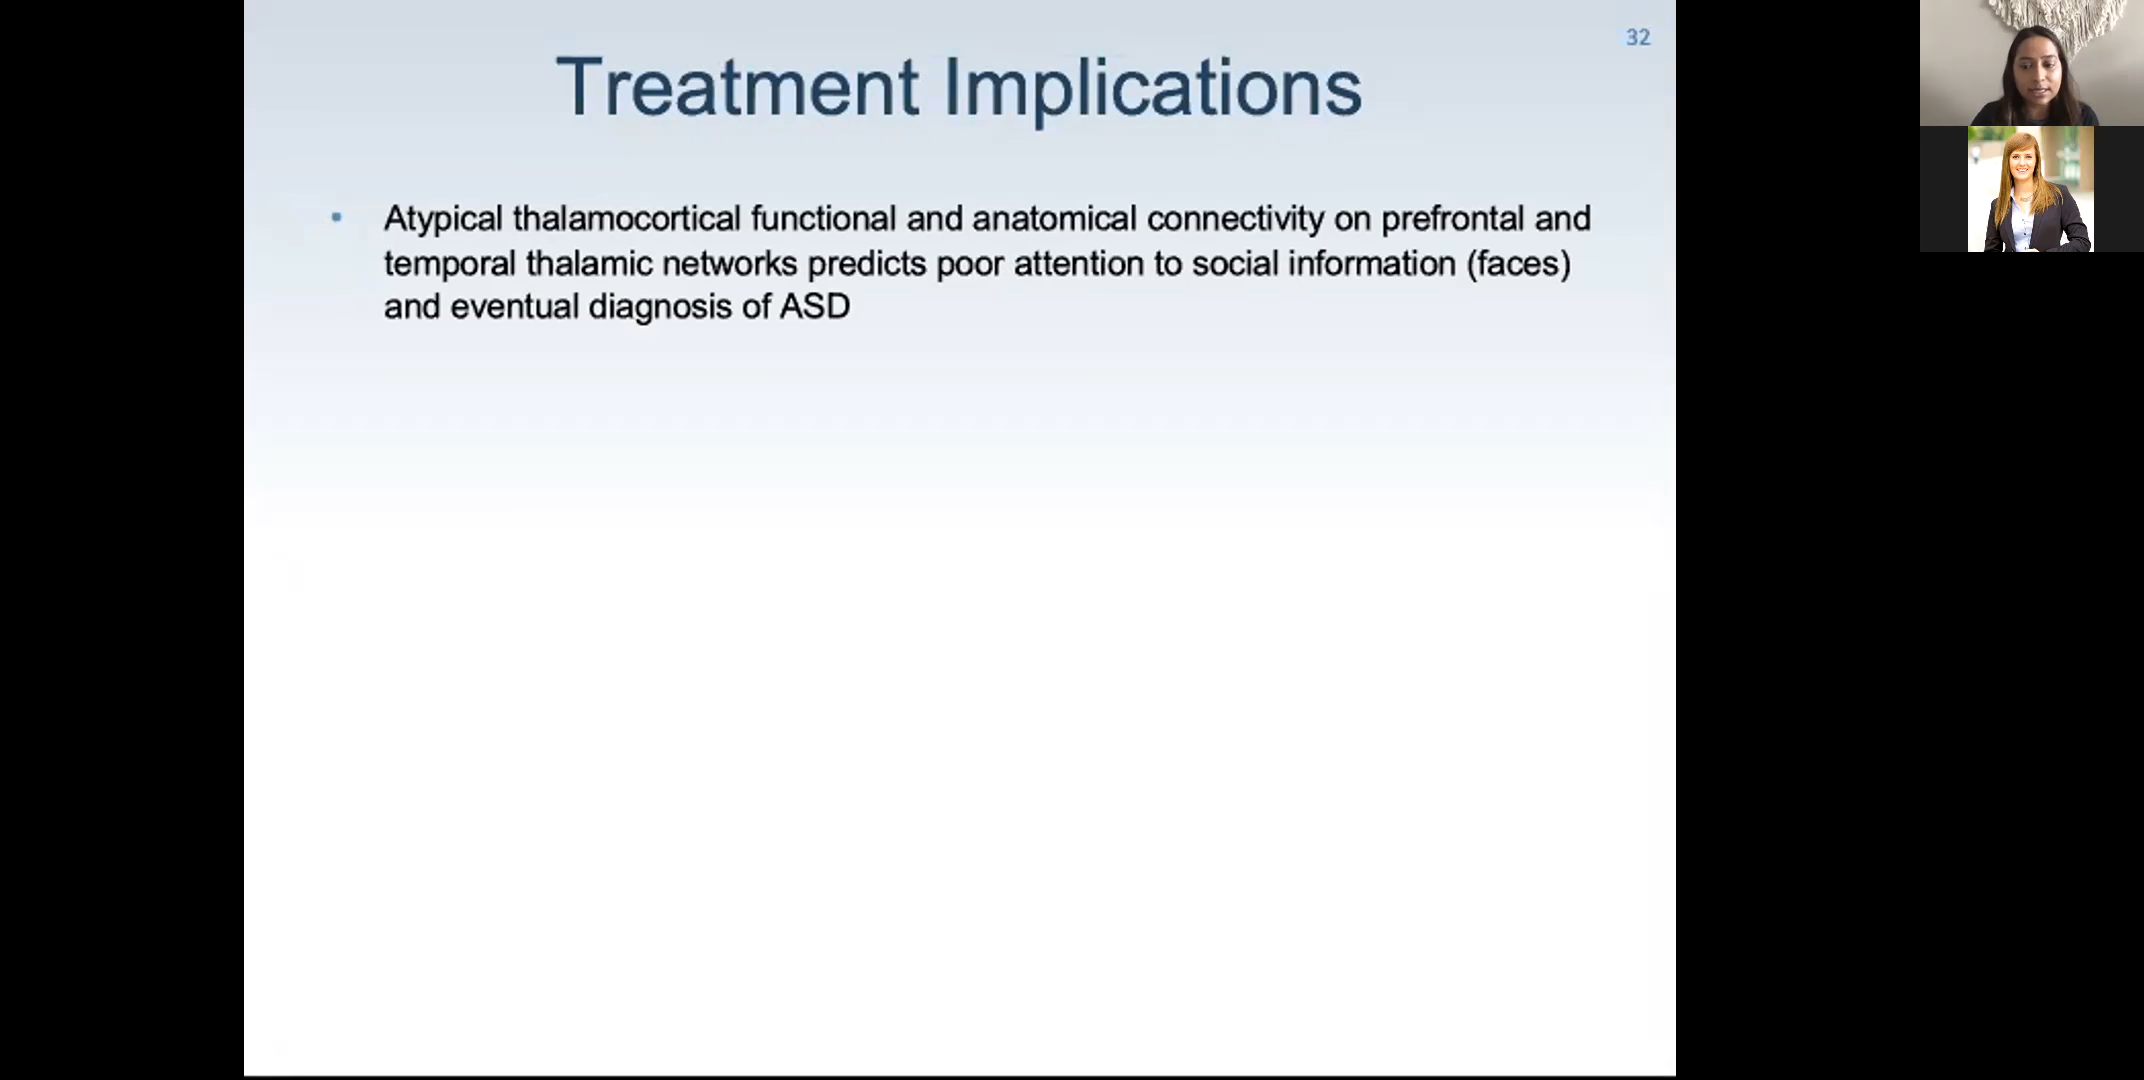 32
Treatment Implications
• Atypical thalamocortical functional and anatomical connectivity on prefrontal and
temporal thalamic networks predicts poor attention to social information (faces)
and eventual diagnosis of ASD